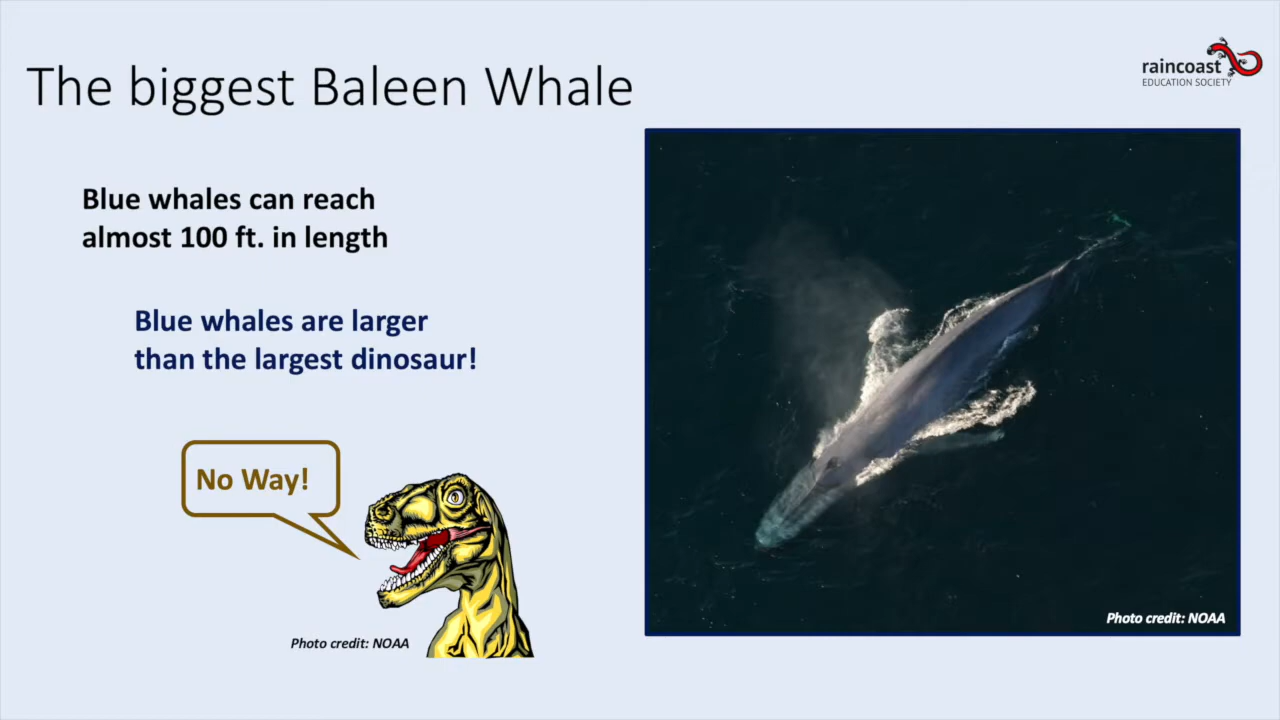 The biggest Baleen Whale
raincoast
EDUCATION SOCIETY
Blue whales can reach
almost 100 ft. in length
Blue whales are larger
than the largest dinosaur!
No Way!
Photo credit: NOAA
Photo credit: NOAA